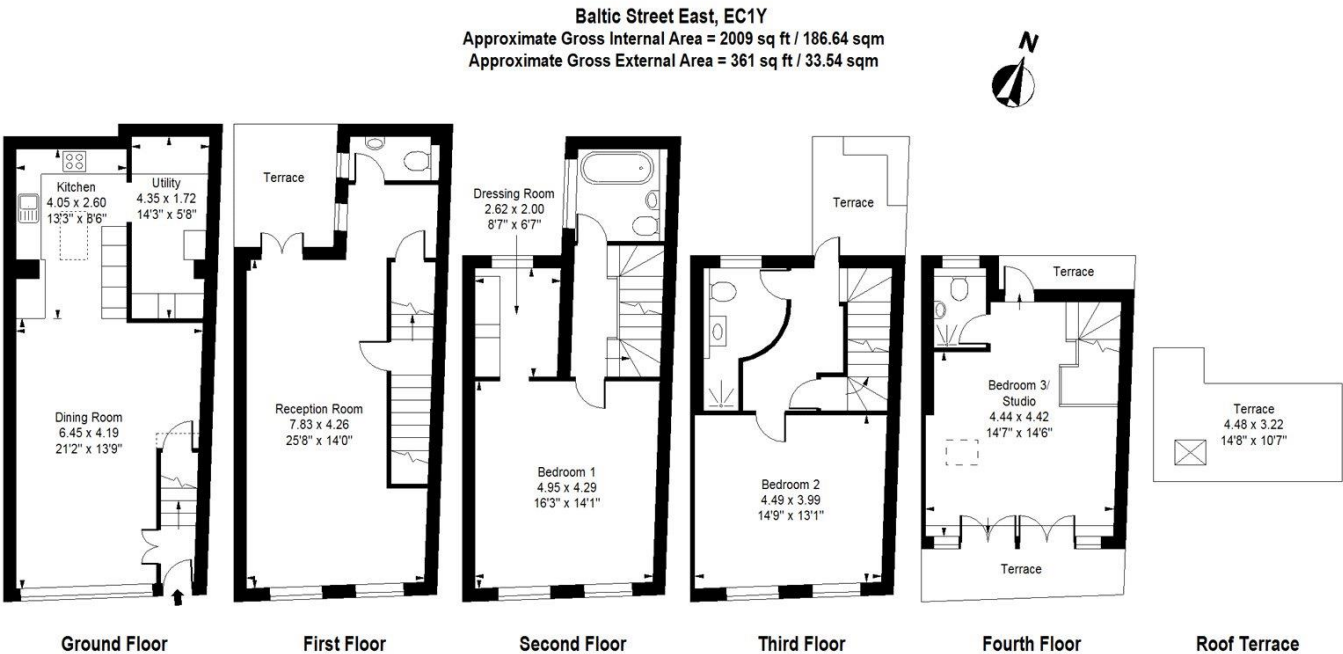 Baltic Street East, EC1Y
Approximate Gross Internal Area = 2009 sq ft / 186.64 sqm
Approximate Gross External Area = 361 sq ft / 33.54 sqm
N
Kitchen
4.05 x 2.60
13'3" x 8'6"
Utility
4.35 x 1.72
14'3" x 5'8"
Dining Room
6.45 x 4.19
21'2" x 13'9"
Ground Floor
Terrace
Reception Room
7.83 x 4.26
25'8" x 14'0"
First Floor
Dressing Room
2.62 x 2.00
8'7" x 6'7"
Bedroom 1
4.95 x 4.29
16'3" x 14'1"
Second Floor
Terrace
Bedroom 2
4.49 x 3.99
14'9" x 13'1"
Third Floor
Terrace
Bedroom 3/
Studio
4.44 x 4.42
14'7" x 14'6"
Terrace
Fourth Floor
Terrace
4.48 x 3.22
14'8" x 10'7"
Roof Terrace